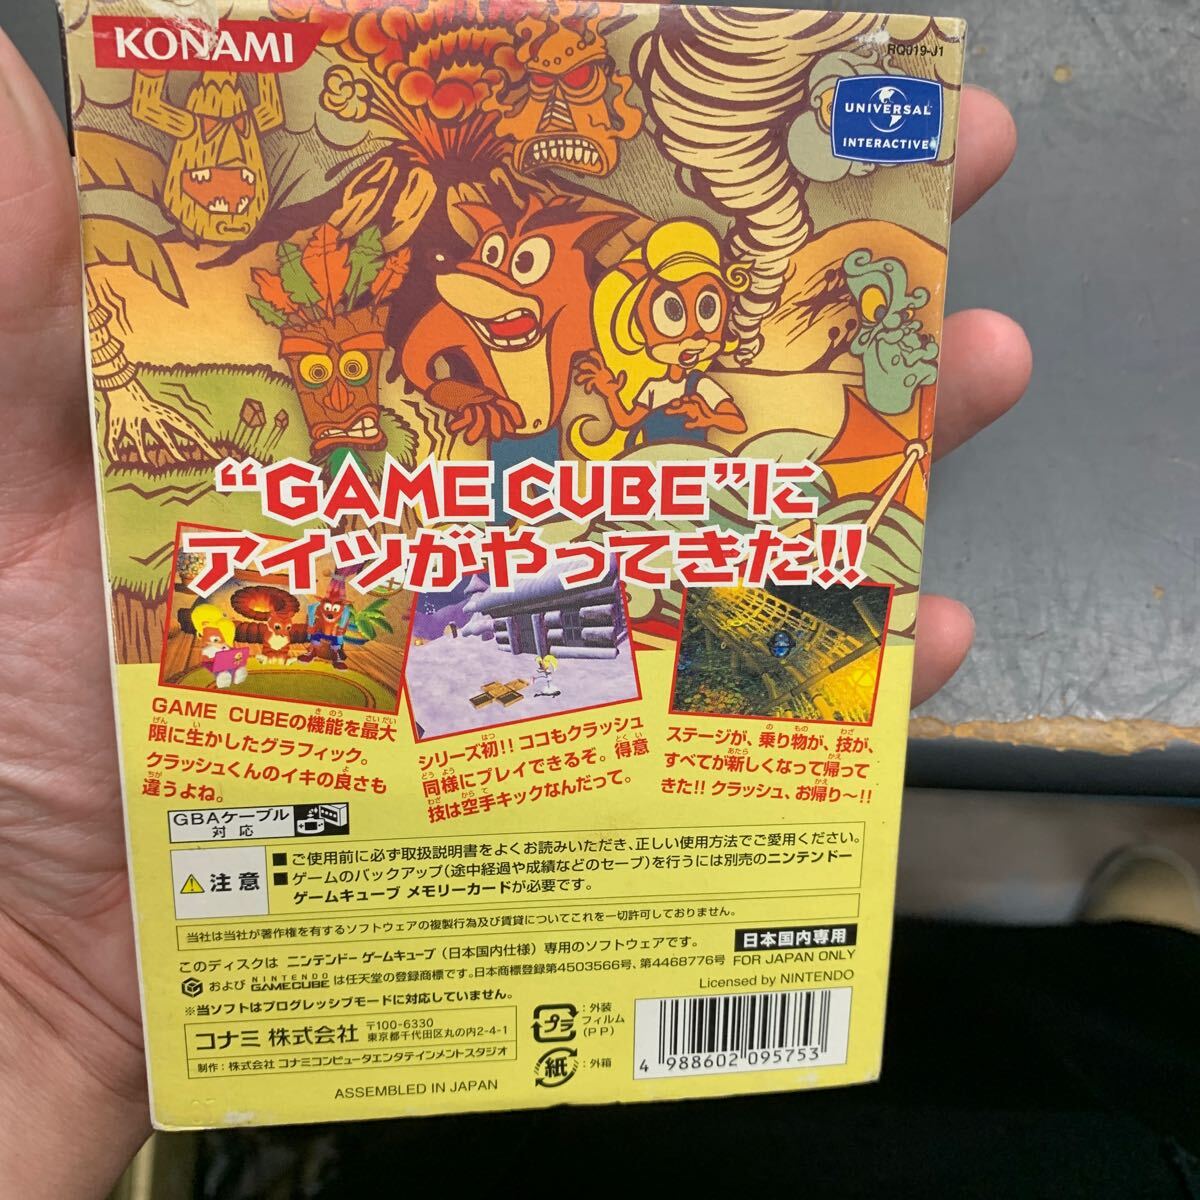 KONAMI
RQ019-J1
UNIVERSAL
INTERACTIVE
“GAME CUBE”に
アイツがやってきた!!
GAME CUBEの機能を最大
限に生かしたグラフィック。
クラッシュくんのイキの良さも
違うよね。
シリーズ初!! ココもクラッシュ
同様にプレイできるぞ。得意
技は空手キックなんだって。
ステージが、乗り物が、技が、
すべてが新しくなって帰って
きた!! クラッシュ、お帰り〜!!
GBAケーブル
対応
注意
■ご使用前に必ず取扱説明書をよくお読みいただき、正しい使用方法でご愛用ください。
■ゲームのバックアップ(途中経過や成績などのセーブ)を行うには別売のニンテンドー
ゲームキューブ メモリーカードが必要です。
当社は当社が著作権を有するソフトウェアの複製行為及び賃貸についてこれを一切許可しておりません。
このディスクは ニンテンドー ゲームキューブ(日本国内仕様)専用のソフトウェアです。
日本国内専用
FOR JAPAN ONLY
および NINTENDO GAMECUBE は任天堂の登録商標です。日本商標登録第4503566号、第4468776号
Licensed by NINTENDO
※当ソフトはプログレッシブモードに対応していません。
コナミ 株式会社 〒100-6330
東京都千代田区丸の内2-4-1
制作:株式会社 コナミコンピュータエンタテインメントスタジオ
プラ :外装
フィルム
(PP)
紙 :外箱
4 988602 095753
ASSEMBLED IN JAPAN